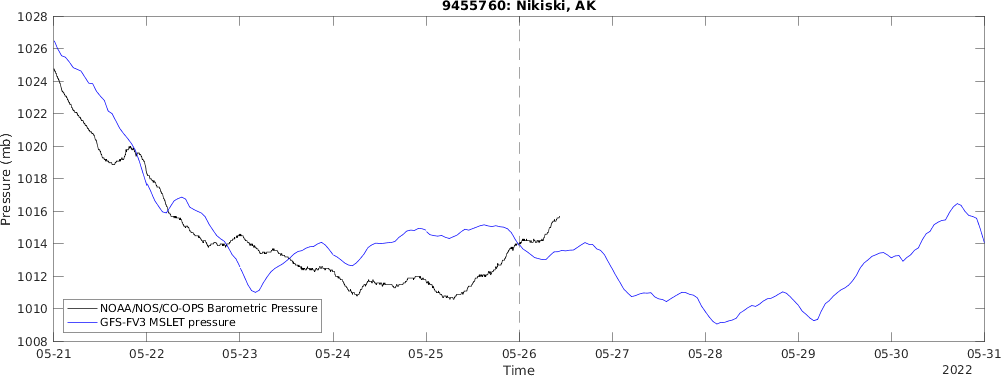 9455760: Nikiski, AK
1028
1026
1024
1022
1020
1018
1016
1014
1012
1010
1008
Pressure (mb)
NOAA/NOS/CO-OPS Barometric Pressure
GFS-FV3 MSLET pressure
05-21 05-22 05-23 05-24 05-25 05-26 05-27 05-28 05-29 05-30 05-31
Time
2022